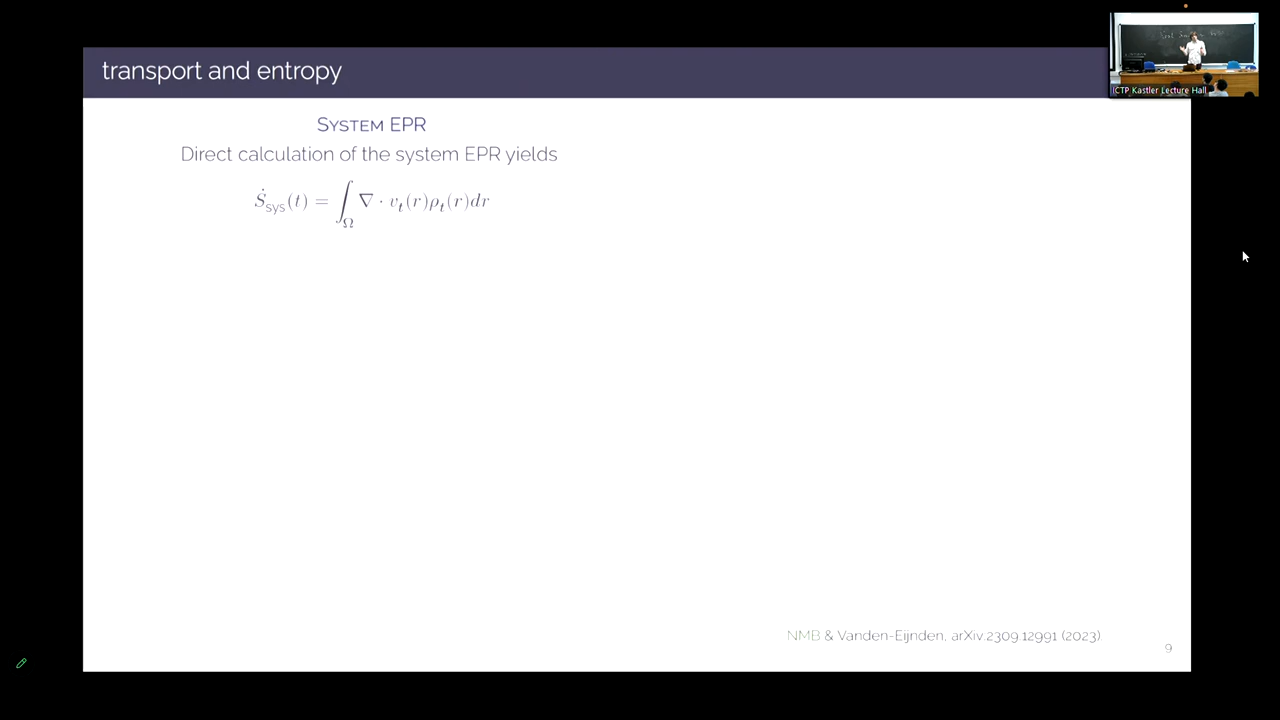 transport and entropy
ICTP Kastler Lecture Hall
SYSTEM EPR
Direct calculation of the system EPR yields
Ṡ_sys(t) = ∫_Ω ∇ · v_t(r)ρ_t(r)dr
NMB & Vanden-Eijnden, arXiv.2309.12991 (2023)
9